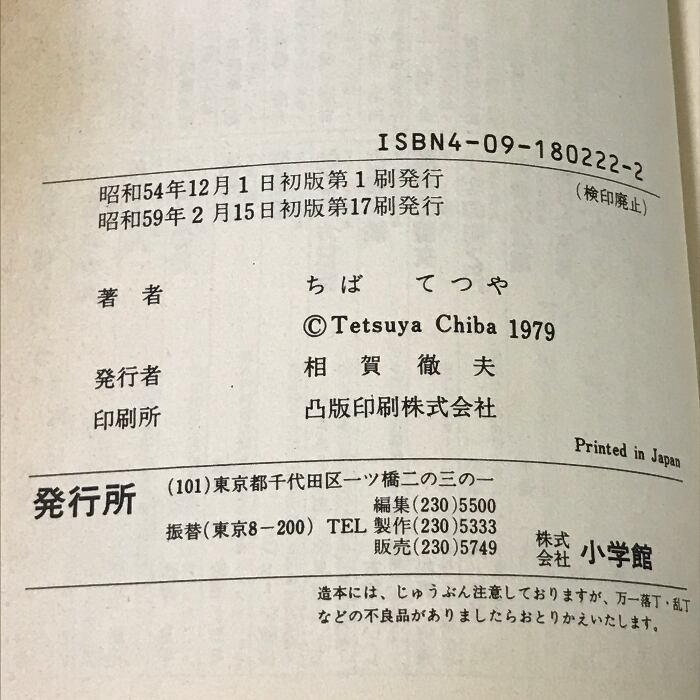 ISBN4-09-180222-2
昭和54年12月1日初版第1刷発行
(検印廃止)
昭和59年2月15日初版第17刷発行
著者 ちば てつや
©Tetsuya Chiba 1979
発行者 相賀徹夫
印刷所 凸版印刷株式会社
Printed in Japan
発行所 (101)東京都千代田区一ツ橋二の三の一
編集(230)5500
振替(東京8-200) TEL 製作(230)5333
販売(230)5749
株式会社 小学館
造本には、じゅうぶん注意しておりますが、万一落丁・乱丁
などの不良品がありましたらおとりかえいたします。